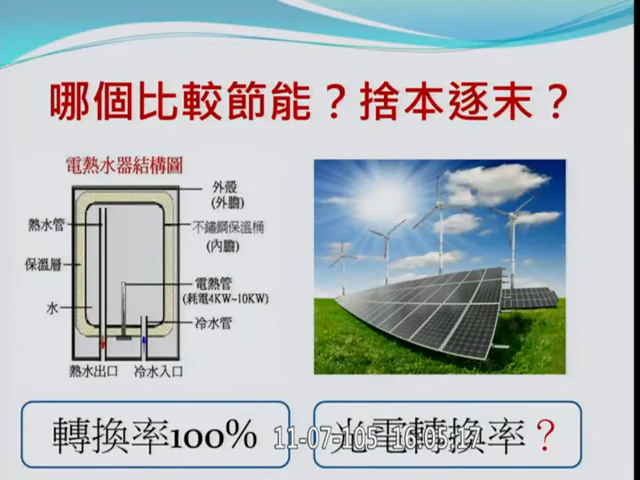 哪個比較節能？捨本逐末？
電熱水器結構圖
外殼
(外膽)
熱水管
不鏽鋼保溫桶
(內膽)
保溫層
電熱管
(耗電4KW~10KW)
水
冷水管
熱水出口
冷水入口
轉換率100%
光電轉換率？
11-07-105 16:05:17